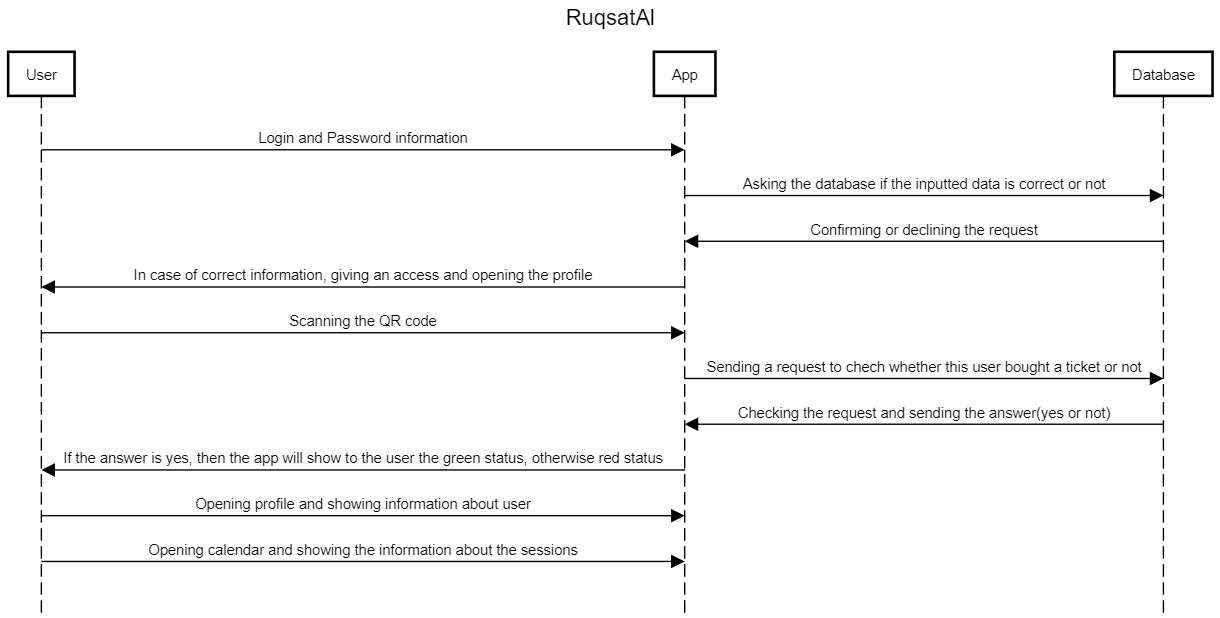 RuqsatAI
User
App
Database
Login and Password information
Asking the database if the inputted data is correct or not
Confirming or declining the request
In case of correct information, giving an access and opening the profile
Scanning the QR code
Sending a request to chech whether this user bought a ticket or not
Checking the request and sending the answer(yes or not)
If the answer is yes, then the app will show to the user the green status, otherwise red status
Opening profile and showing information about user
Opening calendar and showing the information about the sessions